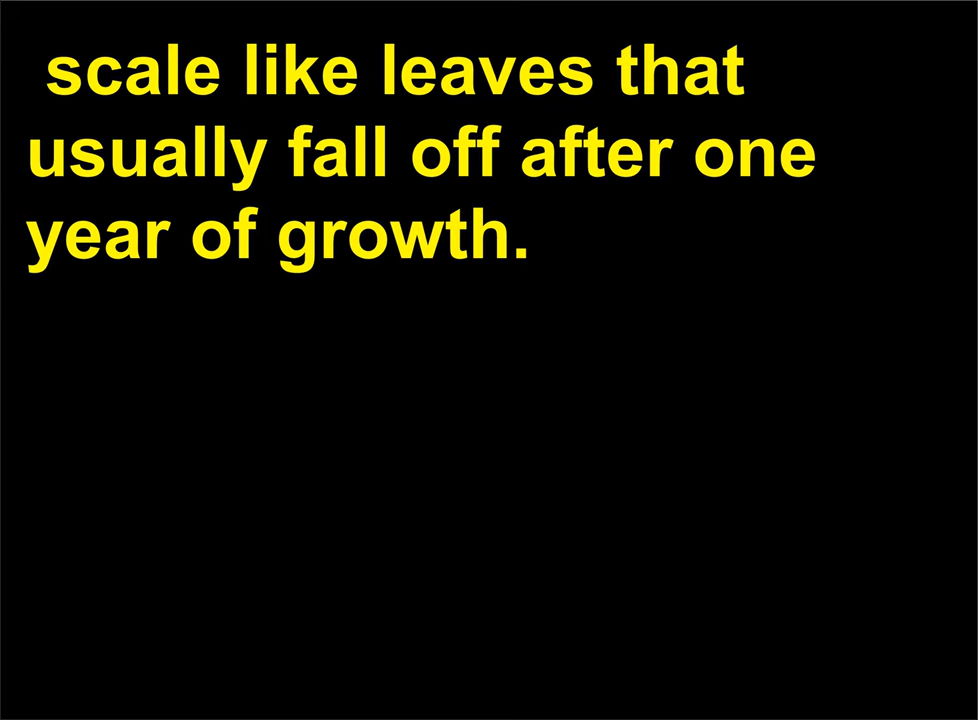 scale like leaves that
usually fall off after one
year of growth.